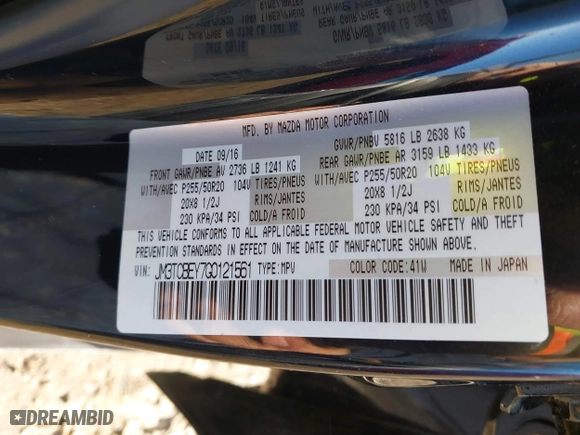 MFD. BY MAZDA MOTOR CORPORATION
DATE 09/16 GVWR/PNBV 5816 LB 2638 KG
FRONT GAWR/PNBE AV 2736 LB 1241 KG REAR GAWR/PNBE AR 3159 LB 1433 KG
WITH/AVEC P255/50R20 104V TIRES/PNEUS WITH/AVEC P255/50R20 104V TIRES/PNEUS
20X8 1/2J RIMS/JANTES 20X8 1/2J RIMS/JANTES
230 KPA/34 PSI COLD/A FROID 230 KPA/34 PSI COLD/A FROID
THIS VEHICLE CONFORMS TO ALL APPLICABLE FEDERAL MOTOR VEHICLE SAFETY AND THEFT
PREVENTION STANDARDS IN EFFECT ON THE DATE OF MANUFACTURE SHOWN ABOVE.
VIN: JM3TCBEY7G0121561 TYPE:MPV COLOR CODE:41W MADE IN JAPAN
DREAMBID